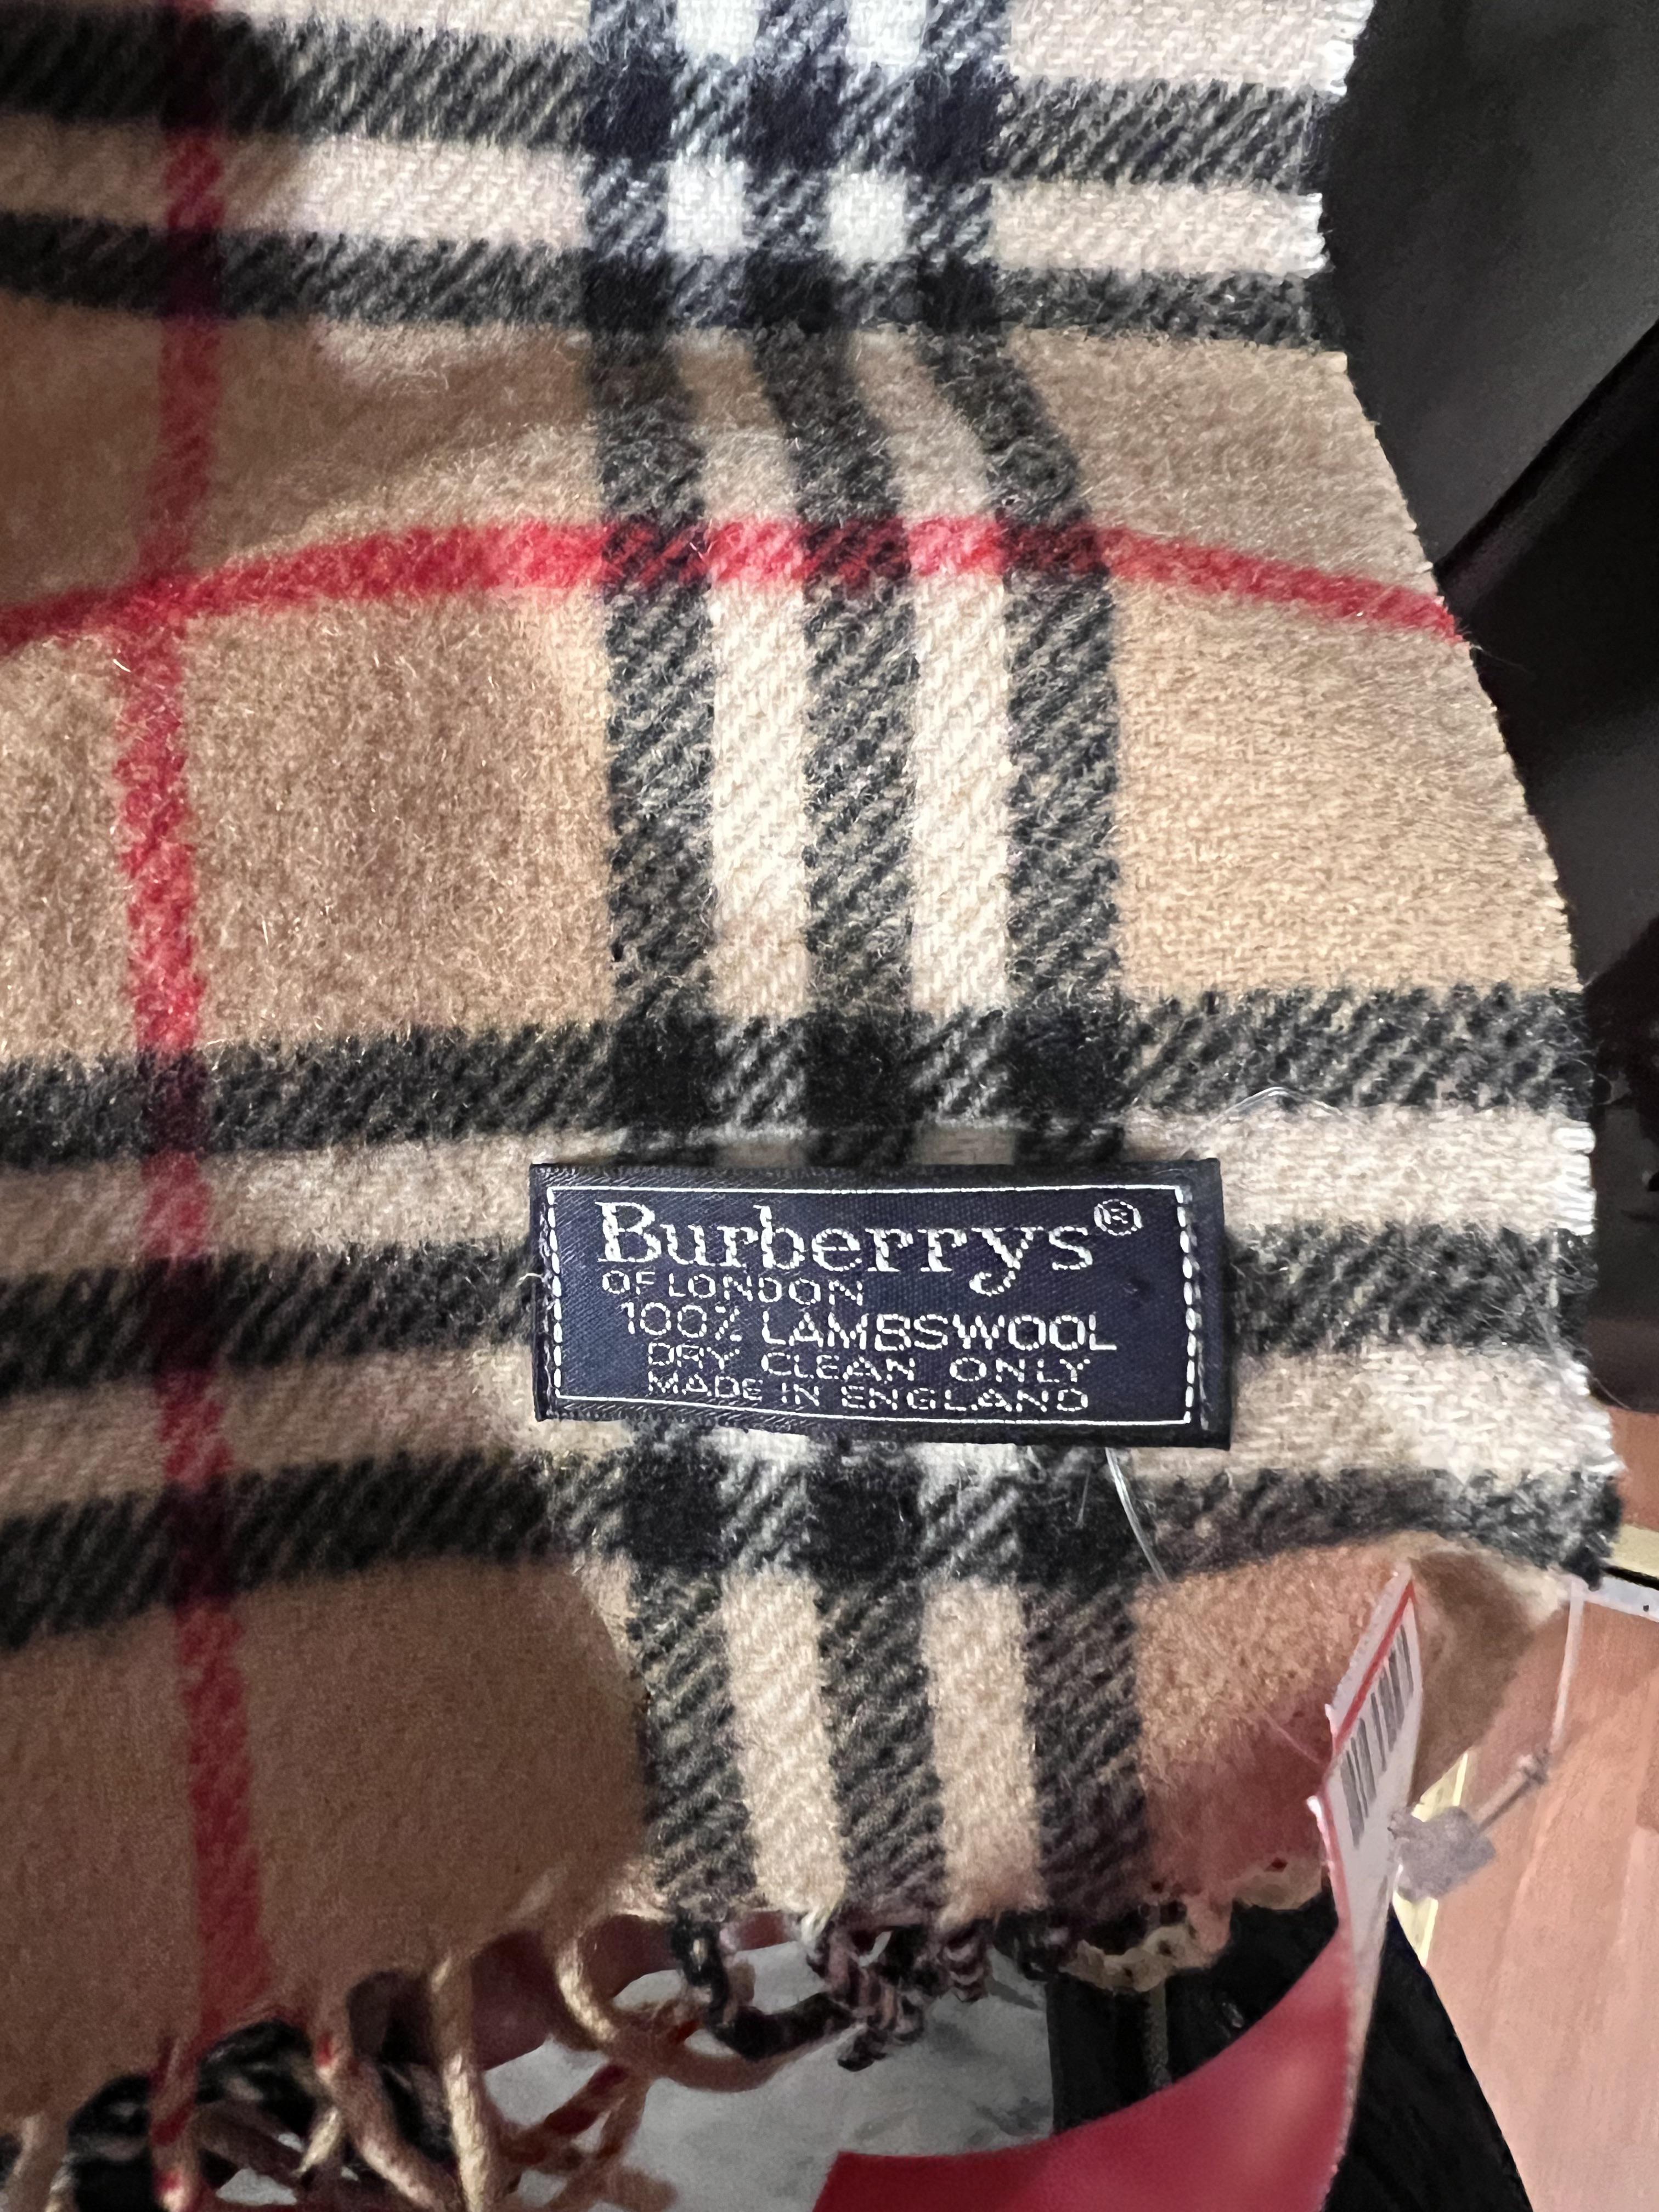 Burberrys®
OF LONDON
100% LAMBSWOOL
DRY CLEAN ONLY
MADE IN ENGLAND